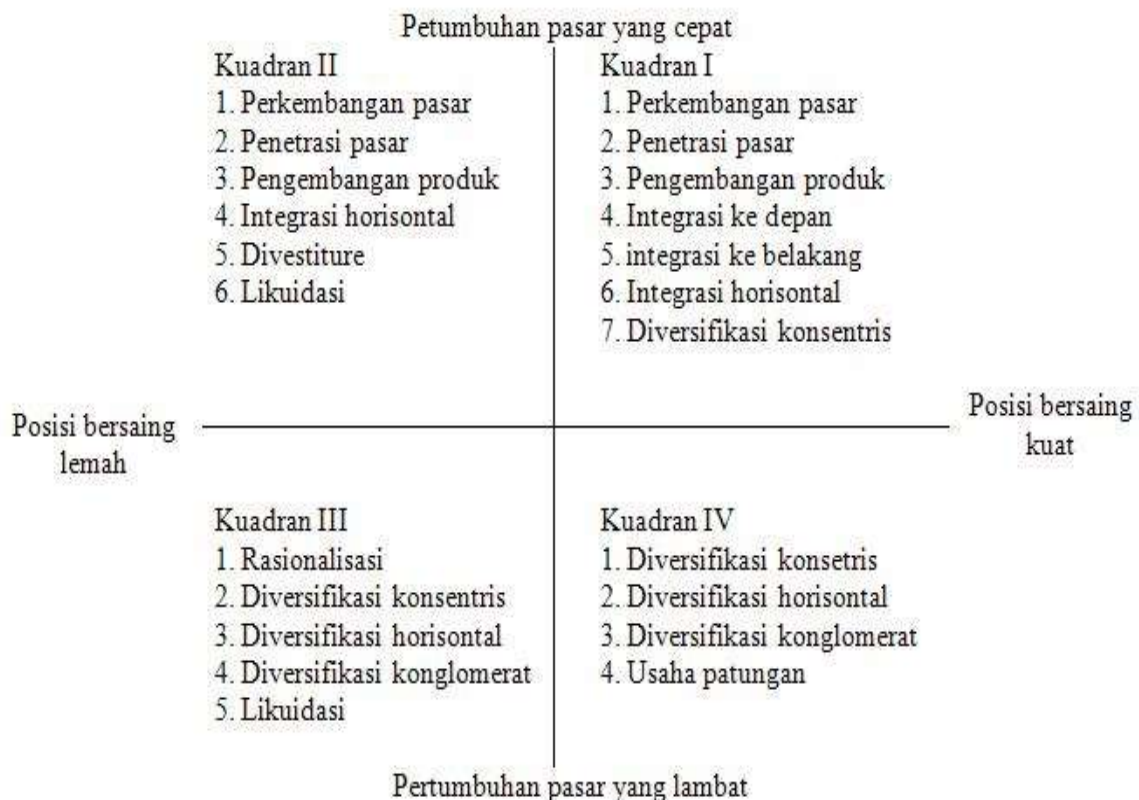 Petumbuhan pasar yang cepat
Kuadran II
1. Perkembangan pasar
2. Penetrasi pasar
3. Pengembangan produk
4. Integrasi horisontal
5. Divestiture
6. Likuidasi
Kuadran I
1. Perkembangan pasar
2. Penetrasi pasar
3. Pengembangan produk
4. Integrasi ke depan
5. integrasi ke belakang
6. Integrasi horisontal
7. Diversifikasi konsentris
Posisi bersaing
lemah
Posisi bersaing
kuat
Kuadran III
1. Rasionalisasi
2. Diversifikasi konsentris
3. Diversifikasi horisontal
4. Diversifikasi konglomerat
5. Likuidasi
Kuadran IV
1. Diversifikasi konsetris
2. Diversifikasi horisontal
3. Diversifikasi konglomerat
4. Usaha patungan
Pertumbuhan pasar yang lambat